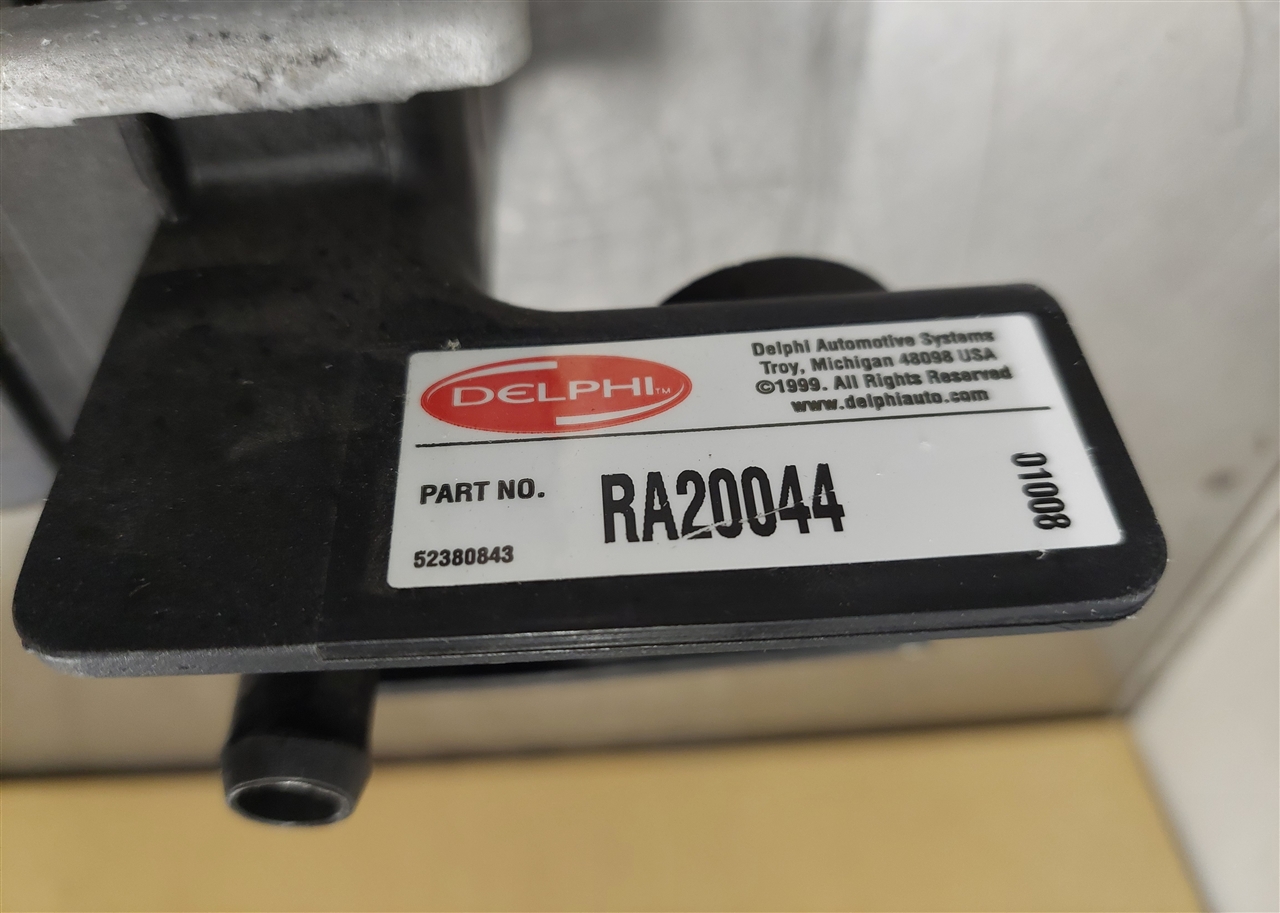 DELPHI™
Delphi Automotive Systems
Troy, Michigan 48098 USA
©1999. All Rights Reserved
www.delphiauto.com
PART NO. RA20044
52380843
01008